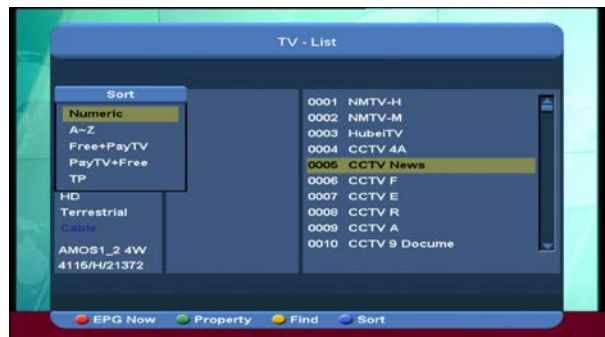 TV - List
Sort
Numeric
A~Z
Free+PayTV
PayTV+Free
TP
HD
Terrestrial
Cable
AMOS1_2 4W
4116/H/21372
0001 NMTV-H
0002 NMTV-M
0003 HubeiTV
0004 CCTV 4A
0005 CCTV News
0006 CCTV F
0007 CCTV E
0008 CCTV R
0009 CCTV A
0010 CCTV 9 Docume
EPG Now
Property
Find
Sort